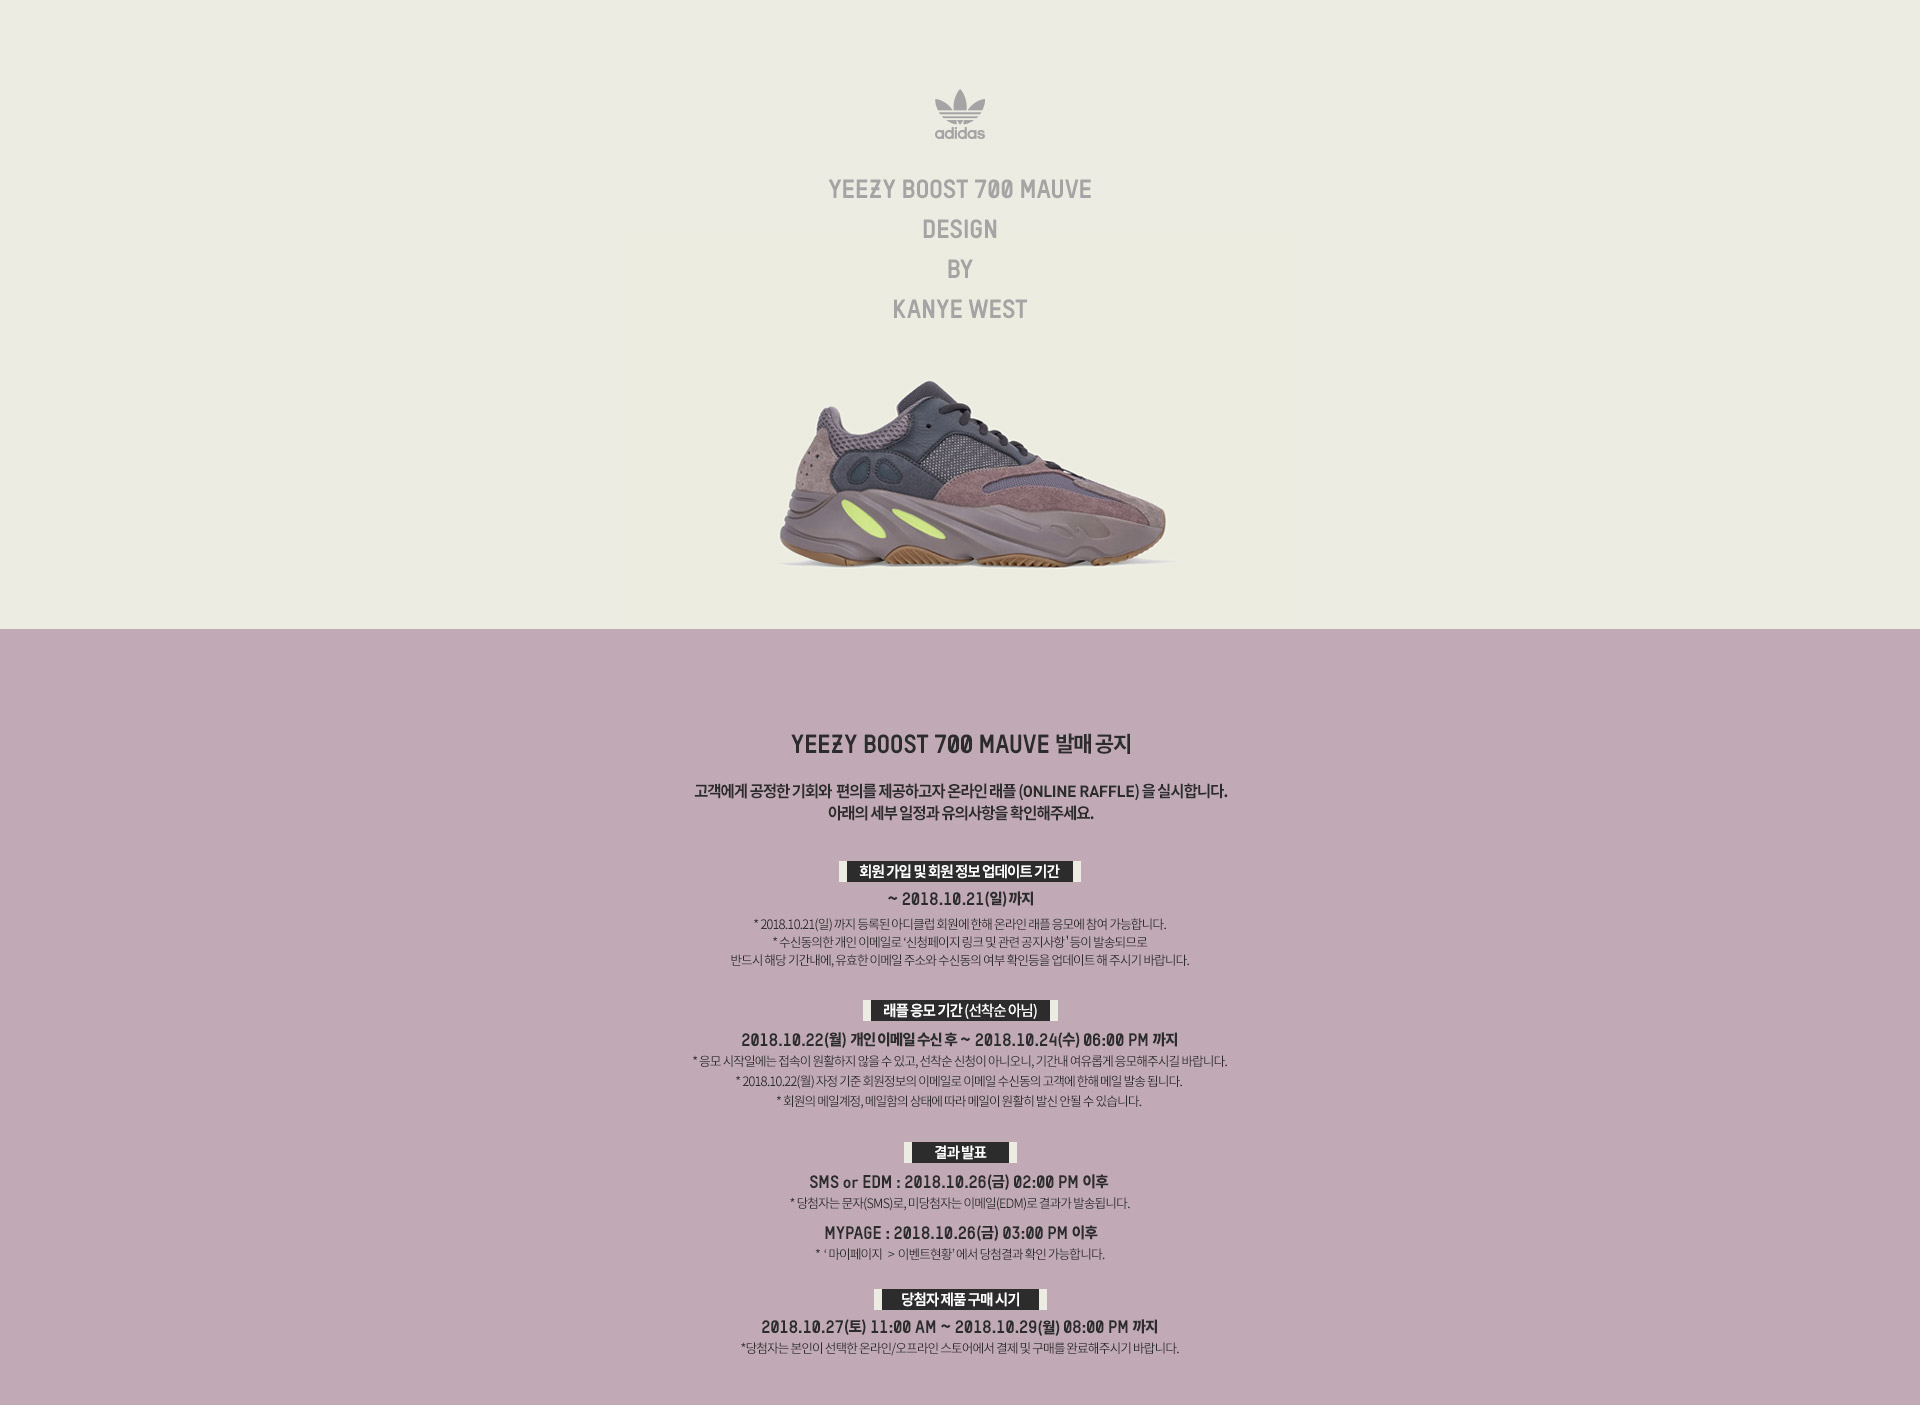 adidas
YEEZY BOOST 700 MAUVE
DESIGN
BY
KANYE WEST
YEEZY BOOST 700 MAUVE 발매 공지
고객에게 공정한 기회와 편의를 제공하고자 온라인 래플 (ONLINE RAFFLE) 을 실시합니다.
아래의 세부 일정과 유의사항을 확인해주세요.
회원 가입 및 회원 정보 업데이트 기간
~ 2018.10.21(일)까지
* 2018.10.21(일) 까지 등록된 아디클럽 회원에 한해 온라인 래플 응모에 참여 가능합니다.
* 수신동의한 개인 이메일로 ‘신청페이지 링크 및 관련 공지사항 ' 등이 발송되므로
반드시 해당 기간내에, 유효한 이메일 주소와 수신동의 여부 확인등을 업데이트 해 주시기 바랍니다.
래플 응모 기간 (선착순 아님)
2018.10.22(월) 개인 이메일 수신 후 ~ 2018.10.24(수) 06:00 PM 까지
* 응모 시작일에는 접속이 원활하지 않을 수 있고, 선착순 신청이 아니오니, 기간내 여유롭게 응모해주시길 바랍니다.
* 2018.10.22(월) 자정 기준 회원정보의 이메일로 이메일 수신동의 고객에 한해 메일 발송 됩니다.
* 회원의 메일계정, 메일함의 상태에 따라 메일이 원활히 발신 안될 수 있습니다.
결과 발표
SMS or EDM : 2018.10.26(금) 02:00 PM 이후
* 당첨자는 문자(SMS)로, 미당첨자는 이메일(EDM)로 결과가 발송됩니다.
MYPAGE : 2018.10.26(금) 03:00 PM 이후
* ‘ 마이페이지 > 이벤트현황’ 에서 당첨결과 확인 가능합니다.
당첨자 제품 구매 시기
2018.10.27(토) 11:00 AM ~ 2018.10.29(월) 08:00 PM 까지
*당첨자는 본인이 선택한 온라인/오프라인 스토어에서 결제 및 구매를 완료해주시기 바랍니다.